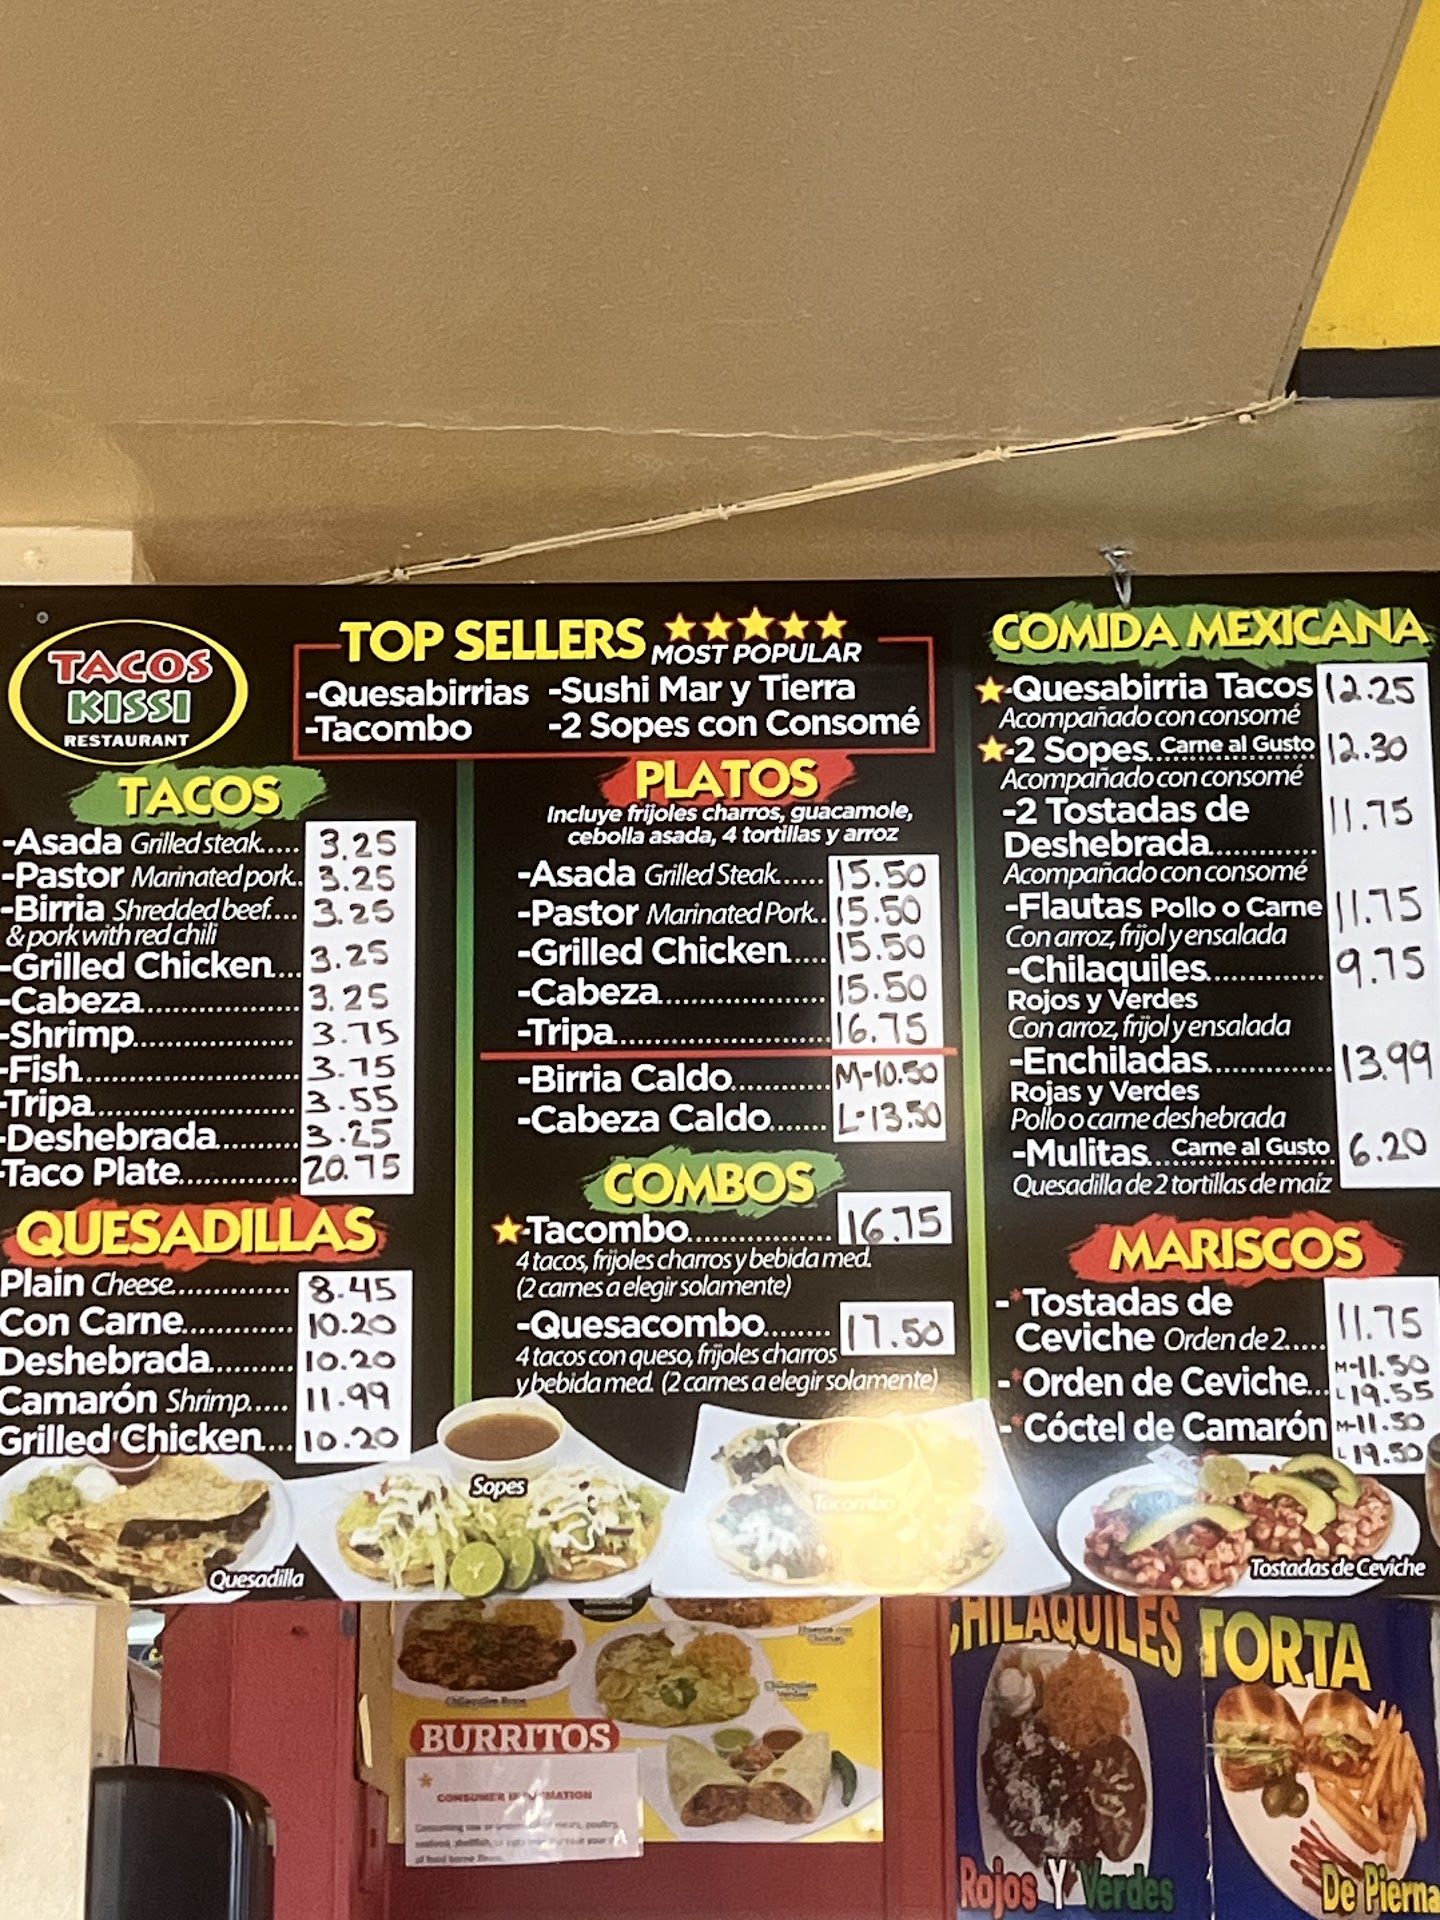 TACOS
KISSI
RESTAURANT
TOP SELLERS
MOST POPULAR
-Quesabirrias -Sushi Mar y Tierra
-Tacombo -2 Sopes con Consomé
TACOS
-Asada Grilled steak..... 3.25
-Pastor Marinated pork.. 3.25
-Birria Shredded beef.... 3.25
& pork with red chili
-Grilled Chicken.... 3.25
-Cabeza.................. 3.25
-Shrimp................... 3.75
-Fish......................... 3.75
-Tripa....................... 3.55
-Deshebrada......... 3.25
-Taco Plate............. 20.75
QUESADILLAS
Plain Cheese.............. 8.45
Con Carne............. 10.20
Deshebrada.......... 10.20
Camarón Shrimp..... 11.99
Grilled Chicken.... 10.20
PLATOS
Incluye frijoles charros, guacamole,
cebolla asada, 4 tortillas y arroz
-Asada Grilled Steak...... 15.50
-Pastor Marinated Pork.. 15.50
-Grilled Chicken..... 15.50
-Cabeza.................... 15.50
-Tripa......................... 16.75
-Birria Caldo............ M-10.50
-Cabeza Caldo....... L-13.50
COMBOS
-Tacombo.................. 16.75
4 tacos, frijoles charros y bebida med.
(2 carnes a elegir solamente)
-Quesacombo........ 17.50
4 tacos con queso, frijoles charros
y bebida med. (2 carnes a elegir solamente)
COMIDA MEXICANA
-Quesabirria Tacos 12.25
Acompañado con consomé
-2 Sopes... Carne al Gusto 12.30
Acompañado con consomé
-2 Tostadas de 11.75
Deshebrada.............
Acompañado con consomé
-Flautas Pollo o Carne 11.75
Con arroz, frijol y ensalada
-Chilaquiles.............. 9.75
Rojos y Verdes
Con arroz, frijol y ensalada
-Enchiladas............... 13.99
Rojas y Verdes
Pollo o carne deshebrada
-Mulitas... Carne al Gusto 6.20
Quesadilla de 2 tortillas de maíz
MARISCOS
-*Tostadas de
Ceviche Orden de 2..... 11.75
-*Orden de Ceviche... M-11.50
L 19.55
-*Cóctel de Camarón M-11.50
L 19.50
Quesadilla
Sopes
Tacombo
Tostadas de Ceviche
Chilaquiles Rojos
Chilaquiles
Verdes
BURRITOS
CONSUMER INFORMATION
CHILAQUILES
Rojos Y Verdes
TORTA
De Pierna